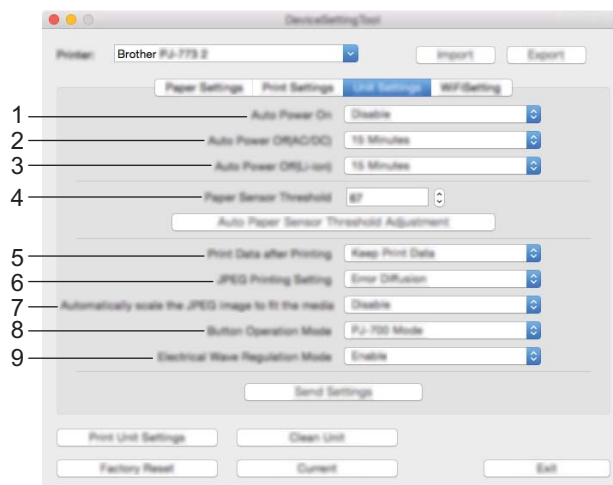 DeviceSettingTool
Printer: Brother PJ-773 2 Import Export
Paper Settings Print Settings Unit Settings WiFiSetting
1 Auto Power On Disable
2 Auto Power Off(AC/DC) 15 Minutes
3 Auto Power Off(Li-ion) 15 Minutes
4 Paper Sensor Threshold 67
Auto Paper Sensor Threshold Adjustment
5 Print Data after Printing Keep Print Data
6 JPEG Printing Setting Error Diffusion
7 Automatically scale the JPEG image to fit the media Disable
8 Button Operation Mode PJ-700 Mode
9 Electrical Wave Regulation Mode Enable
Send Settings
Print Unit Settings Clean Unit
Factory Reset Current Exit